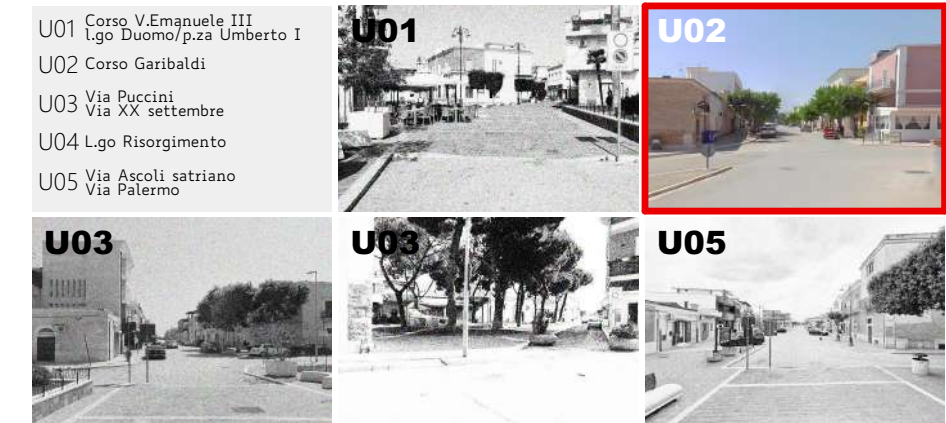 U01 Corso V.Emanuele III
l.go Duomo/p.za Umberto I
U02 Corso Garibaldi
U03 Via Puccini
Via XX settembre
U04 L.go Risorgimento
U05 Via Ascoli satriano
Via Palermo
U01
U02
U03
U03
U05